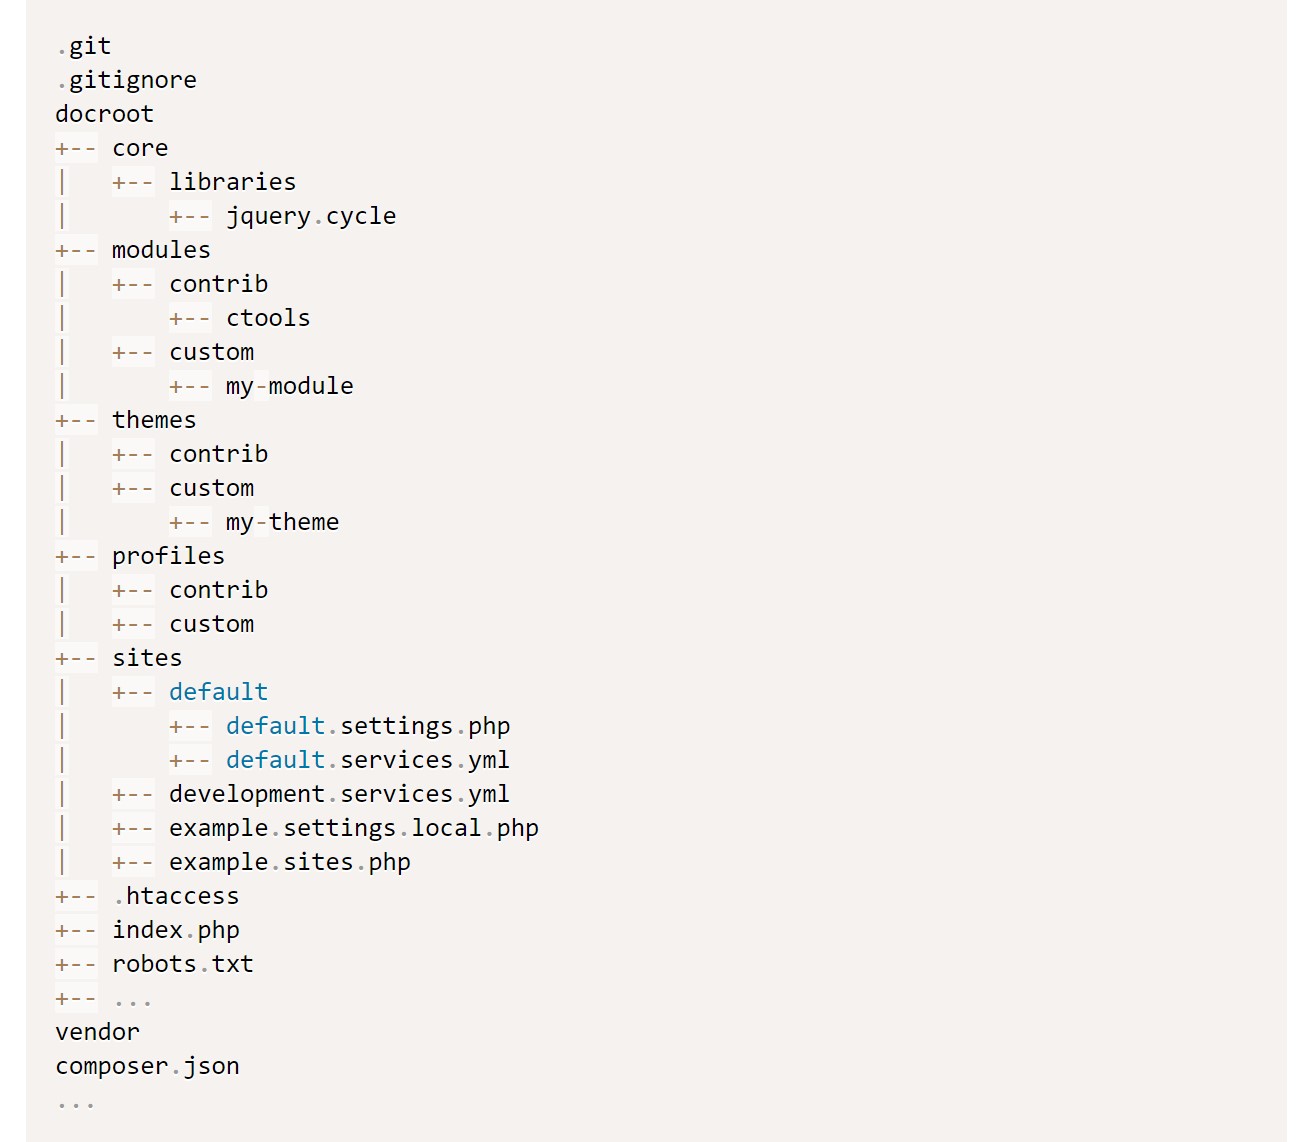 .git
.gitignore
docroot
+-- core
│   +-- libraries
│       +-- jquery.cycle
+-- modules
│   +-- contrib
│       +-- ctools
│   +-- custom
│       +-- my-module
+-- themes
│   +-- contrib
│   +-- custom
│       +-- my-theme
+-- profiles
│   +-- contrib
│   +-- custom
+-- sites
│   +-- default
│       +-- default.settings.php
│       +-- default.services.yml
│   +-- development.services.yml
│   +-- example.settings.local.php
│   +-- example.sites.php
+-- .htaccess
+-- index.php
+-- robots.txt
+-- ...
vendor
composer.json
...